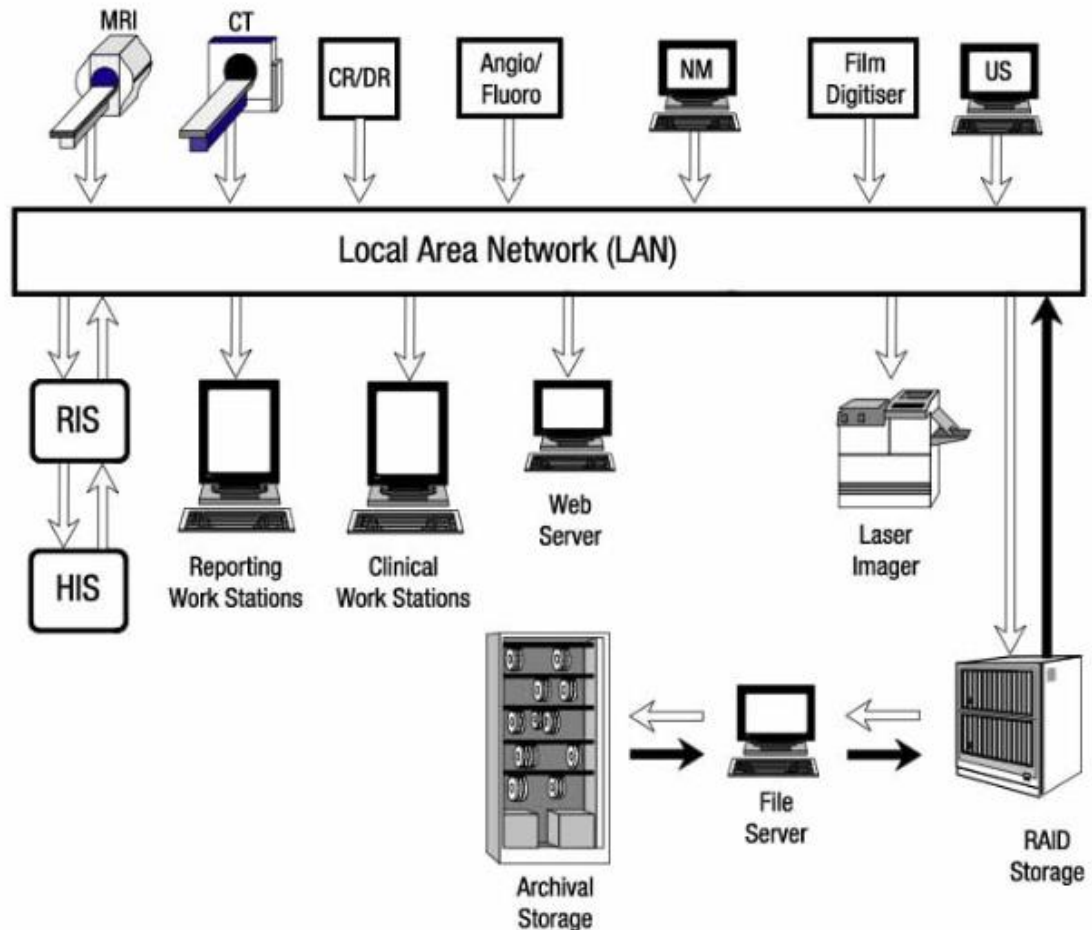 MRI
CT
CR/DR
Angio/
Fluoro
NM
Film
Digitiser
US
Local Area Network (LAN)
RIS
HIS
Reporting
Work Stations
Clinical
Work Stations
Web
Server
Laser
Imager
Archival
Storage
File
Server
RAID
Storage